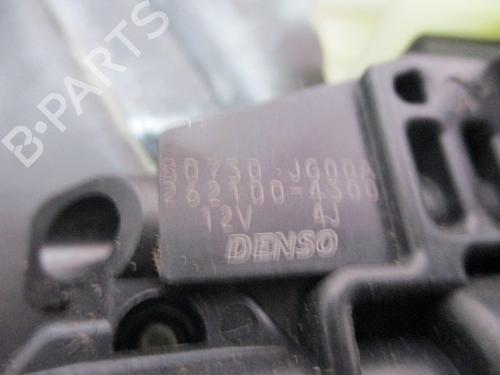 B-PARTS
80730 JG00A
262100-4300
12V 4J
DENSO